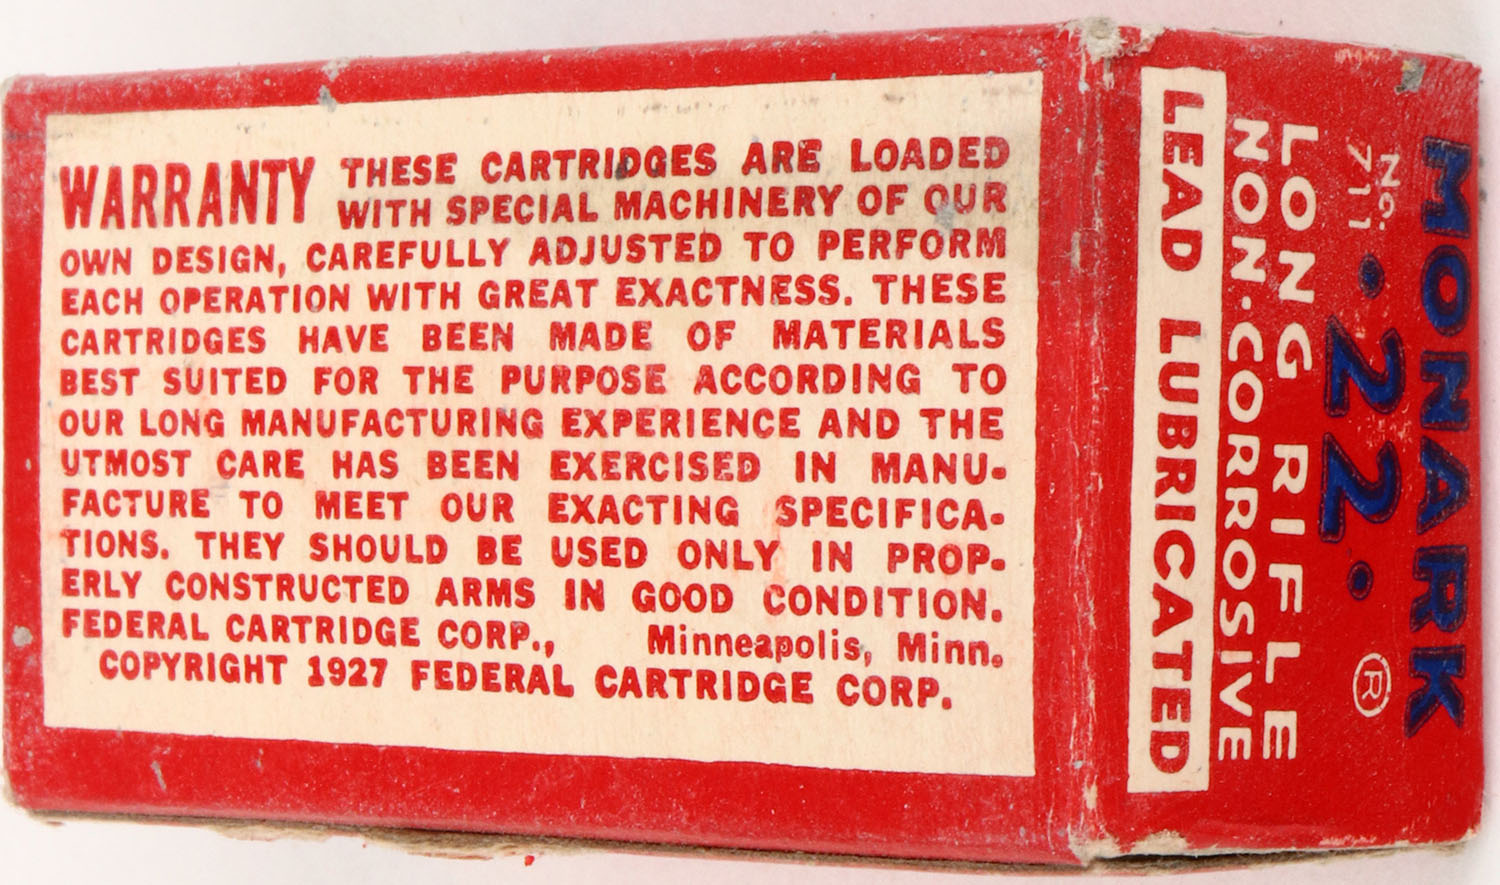 WARRANTY THESE CARTRIDGES ARE LOADED
WITH SPECIAL MACHINERY OF OUR
OWN DESIGN, CAREFULLY ADJUSTED TO PERFORM
EACH OPERATION WITH GREAT EXACTNESS. THESE
CARTRIDGES HAVE BEEN MADE OF MATERIALS
BEST SUITED FOR THE PURPOSE ACCORDING TO
OUR LONG MANUFACTURING EXPERIENCE AND THE
UTMOST CARE HAS BEEN EXERCISED IN MANU-
FACTURE TO MEET OUR EXACTING SPECIFICA-
TIONS. THEY SHOULD BE USED ONLY IN PROP-
ERLY CONSTRUCTED ARMS IN GOOD CONDITION.
FEDERAL CARTRIDGE CORP., Minneapolis, Minn.
COPYRIGHT 1927 FEDERAL CARTRIDGE CORP.
MONARK
No. 711 .22. ®
LONG RIFLE
NON-CORROSIVE
LEAD LUBRICATED